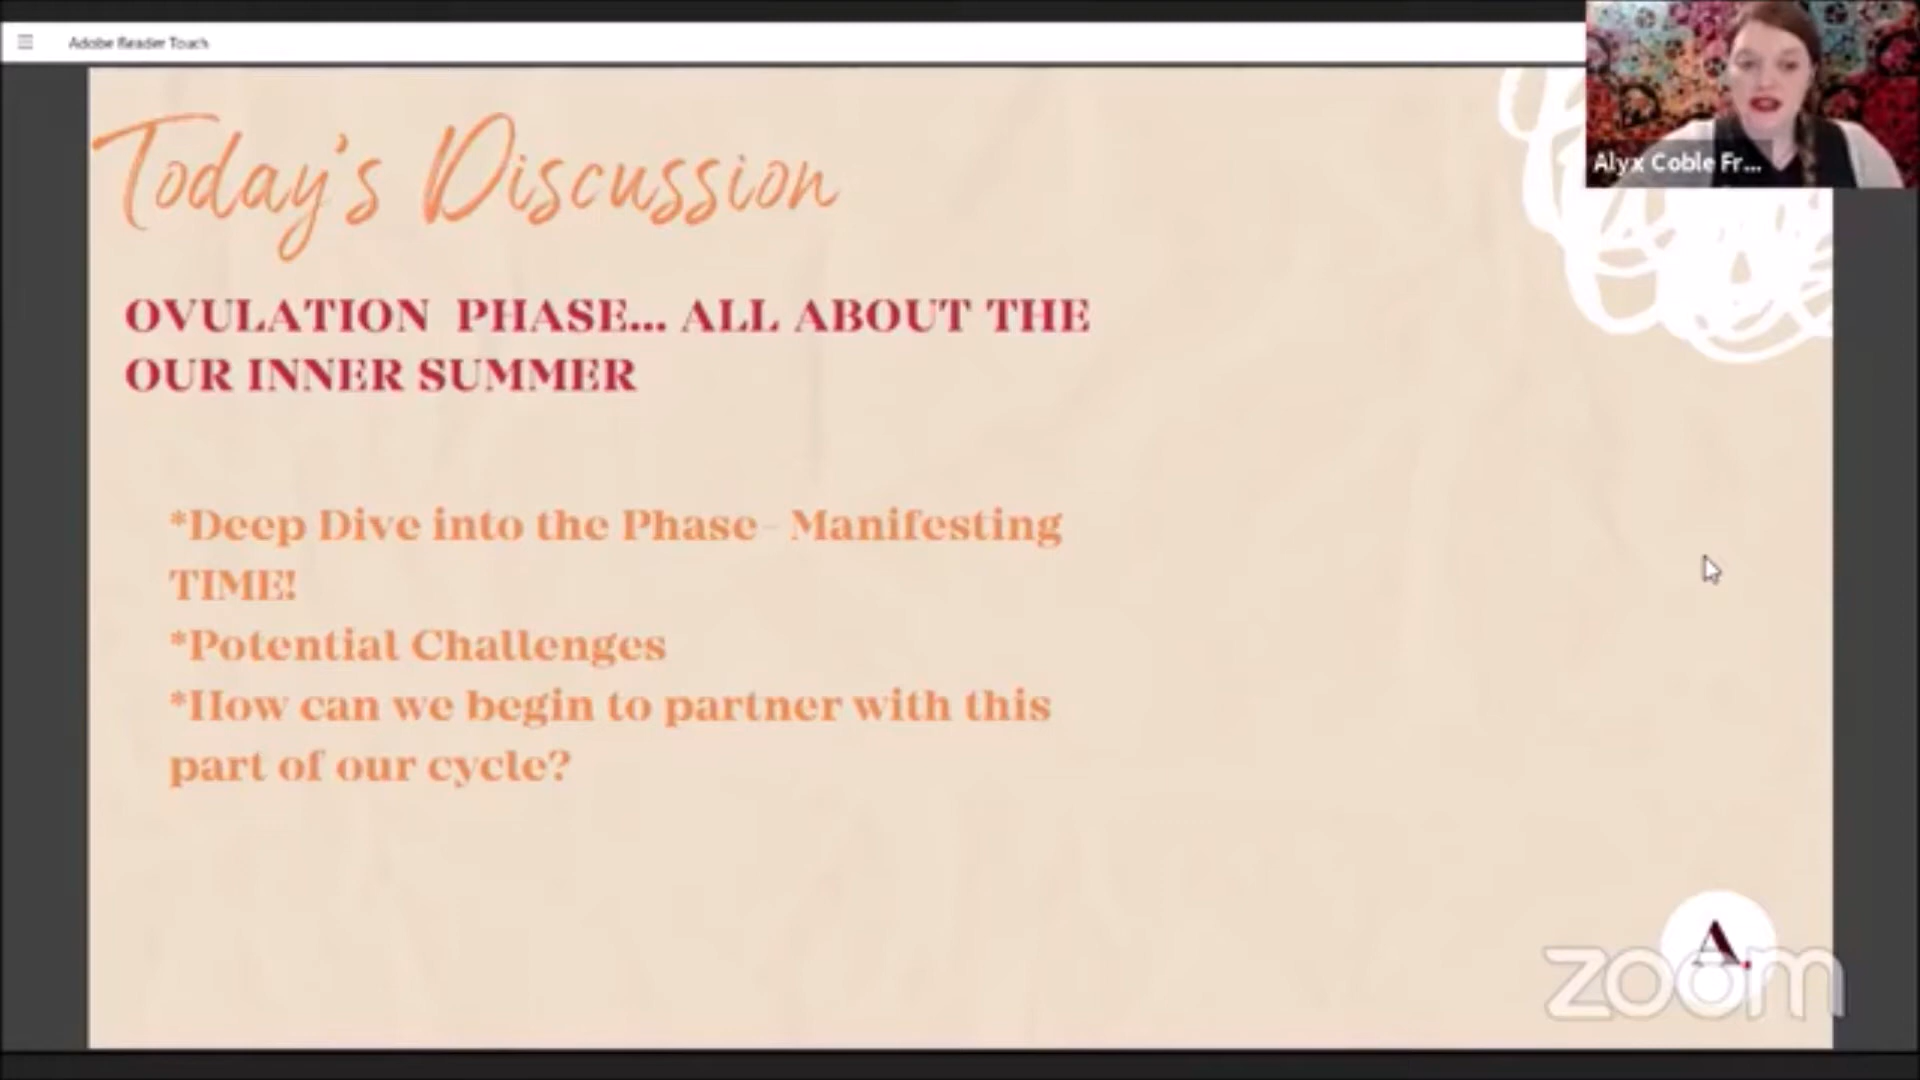 Adobe Reader Touch
Alyx Coble Fr...
Today's Discussion
OVULATION PHASE... ALL ABOUT THE
OUR INNER SUMMER
*Deep Dive into the Phase- Manifesting
TIME!
*Potential Challenges
*How can we begin to partner with this
part of our cycle?
A.
zoom